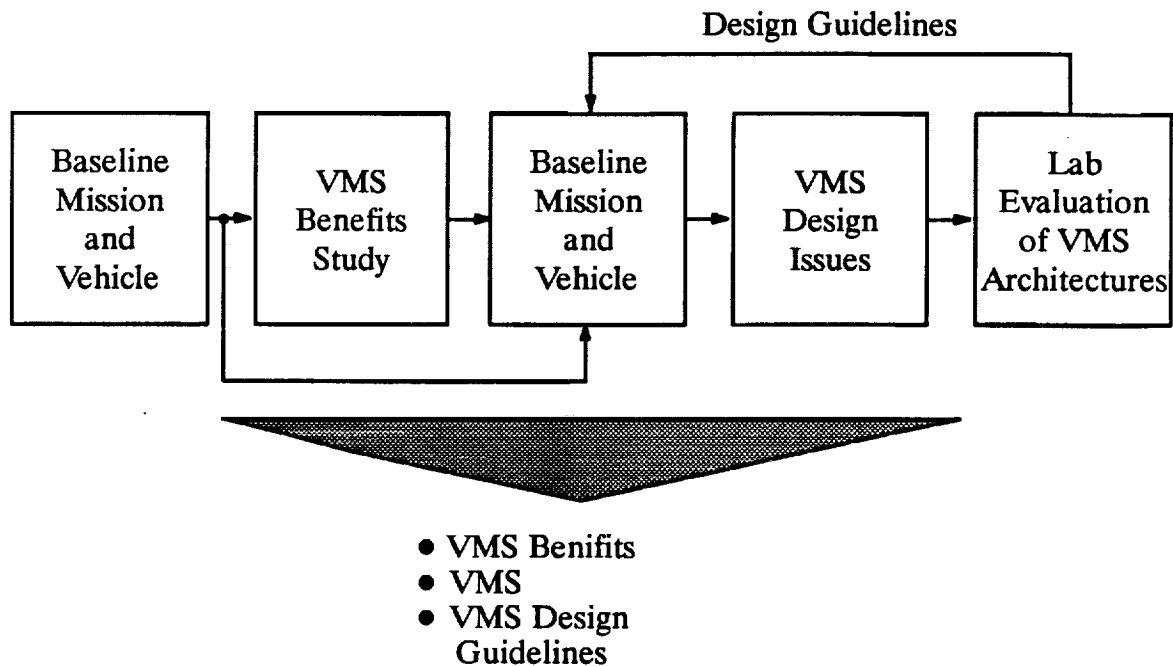 Design Guidelines
Baseline
Mission
and
Vehicle
VMS
Benefits
Study
Baseline
Mission
and
Vehicle
VMS
Design
Issues
Lab
Evaluation
of VMS
Architectures
● VMS Benifits
● VMS
● VMS Design
Guidelines